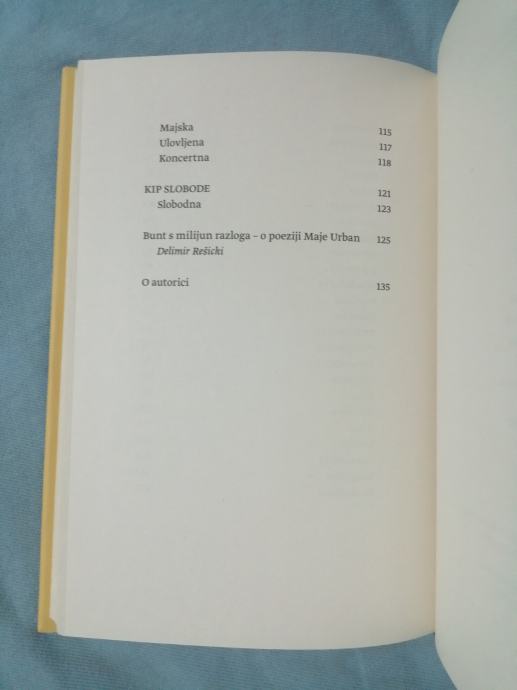 Majska 115
Ulovljena 117
Koncertna 118
KIP SLOBODE 121
Slobodna 123
Bunt s milijun razloga – o poeziji Maje Urban 125
Delimir Rešicki
O autorici 135